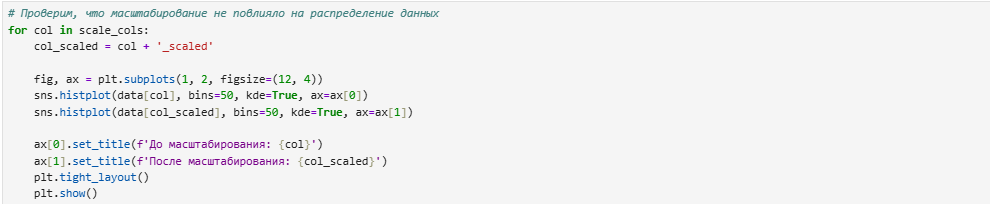 # Проверим, что масштабирование не повлияло на распределение данных
for col in scale_cols:
    col_scaled = col + '_scaled'

    fig, ax = plt.subplots(1, 2, figsize=(12, 4))
    sns.histplot(data[col], bins=50, kde=True, ax=ax[0])
    sns.histplot(data[col_scaled], bins=50, kde=True, ax=ax[1])

    ax[0].set_title(f'До масштабирования: {col}')
    ax[1].set_title(f'После масштабирования: {col_scaled}')
    plt.tight_layout()
    plt.show()